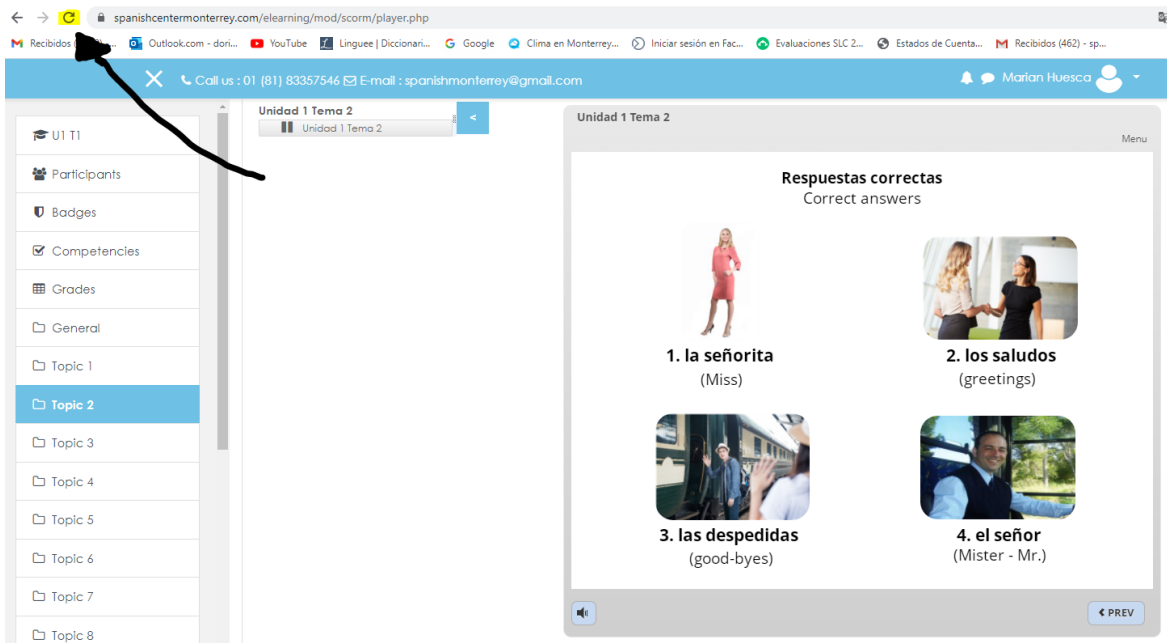 spanishcentermonterrey.com/elearning/mod/scorm/player.php
Recibidos
Outlook.com - dori... YouTube Linguee | Diccionari... Google Clima en Monterrey... Iniciar sesión en Fac... Evaluaciones SLC 2... Estados de Cuenta... Recibidos (462) - sp...
Call us : 01 (81) 83357546 E-mail : spanishmonterrey@gmail.com
Marian Huesca
U1 T1
Participants
Badges
Competencies
Grades
General
Topic 1
Topic 2
Topic 3
Topic 4
Topic 5
Topic 6
Topic 7
Topic 8
Unidad 1 Tema 2
<
Unidad 1 Tema 2
Unidad 1 Tema 2
Menu
Respuestas correctas
Correct answers
1. la señorita
(Miss)
2. los saludos
(greetings)
3. las despedidas
(good-byes)
4. el señor
(Mister - Mr.)
PREV